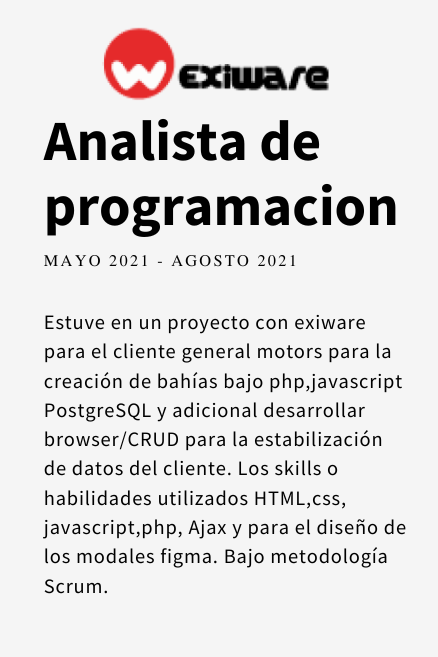 Exiware
Analista de
programacion
MAYO 2021 - AGOSTO 2021
Estuve en un proyecto con exiware
para el cliente general motors para la
creación de bahías bajo php,javascript
PostgreSQL y adicional desarrollar
browser/CRUD para la estabilización
de datos del cliente. Los skills o
habilidades utilizados HTML,css,
javascript,php, Ajax y para el diseño de
los modales figma. Bajo metodología
Scrum.